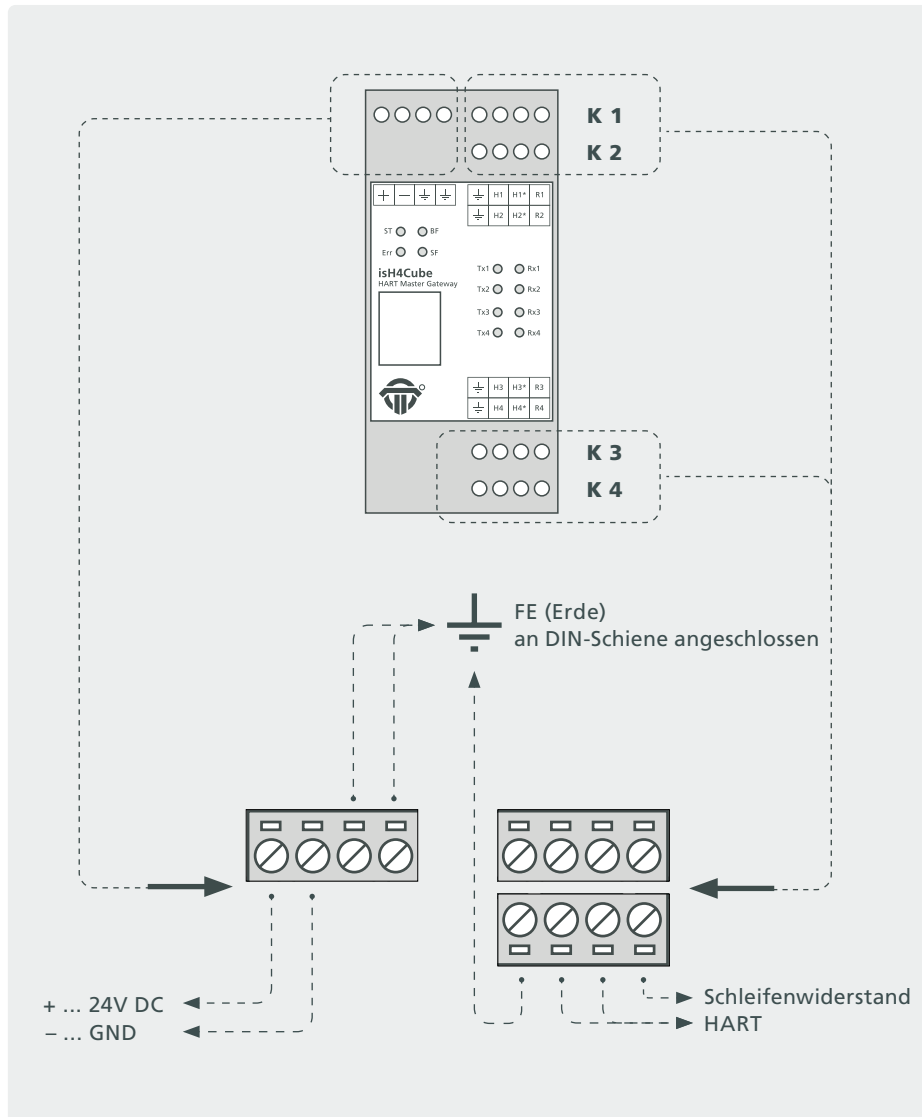 K 1
K 2
+ −
H1 H1* R1
H2 H2* R2
ST BF
Err SF
isH4Cube
HART Master Gateway
Tx1 Rx1
Tx2 Rx2
Tx3 Rx3
Tx4 Rx4
H3 H3* R3
H4 H4* R4
K 3
K 4
FE (Erde)
an DIN-Schiene angeschlossen
+ ... 24V DC
− ... GND
Schleifenwiderstand
HART